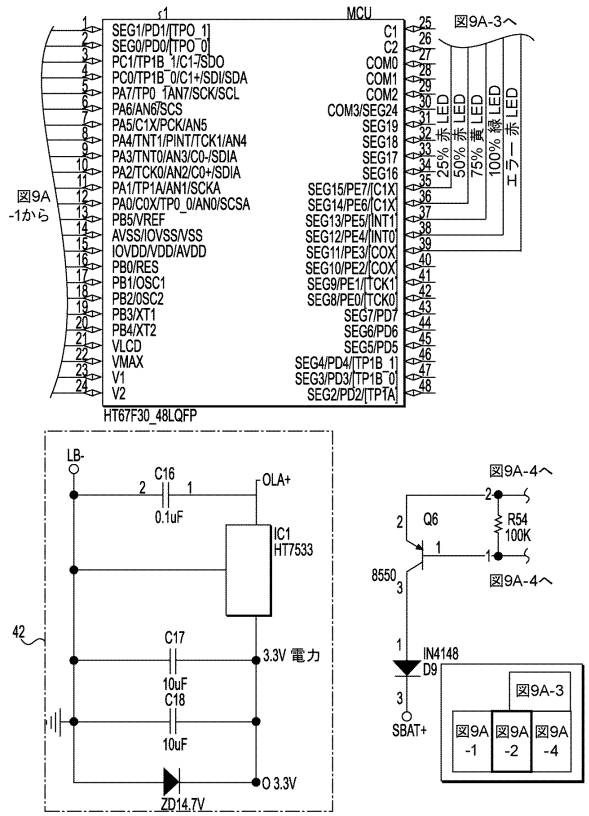 s1
MCU
図9A-3へ
図9A
-1から
1 SEG1/PD1/[TPO_1]
2 SEG0/PD0/[TPO_0]
3 PC1/TP1B_1/C1-/SDO
4 PC0/TP1B_0/C1+/SDI/SDA
5 PA7/TP0_1AN7/SCK/SCL
6 PA6/AN6/SCS
7 PA5/C1X/PCK/AN5
8 PA4/TNT1/PINT/TCK1/AN4
9 PA3/TNT0/AN3/C0-/SDIA
10 PA2/TCK0/AN2/C0+/SDIA
11 PA1/TP1A/AN1/SCKA
12 PA0/C0X/TP0_0/AN0/SCSA
13 PB5/VREF
14 AVSS/IOVSS/VSS
15 IOVDD/VDD/AVDD
16 PB0/RES
17 PB1/OSC1
18 PB2/0SC2
19 PB3/XT1
20 PB4/XT2
21 VLCD
22 VMAX
23 V1
24 V2
C1 25
C2 26
COM0 27
COM1 28
COM2 29
COM3/SEG24 30
SEG19 31
SEG18 32
SEG17 33
SEG16 34
SEG15/PE7/[C1X 35
SEG14/PE6/[C1X 36
SEG13/PE5/[INT1 37
SEG12/PE4/[INT0 38
SEG11/PE3/[COX 39
SEG10/PE2/[COX 40
SEG9/PE1/[TCK1 41
SEG8/PE0/[TCK0 42
SEG7/PD7 43
SEG6/PD6 44
SEG5/PD5 45
SEG4/PD4/[TP1B_1] 46
SEG3/PD3/[TP1B_0] 47
SEG2/PD2/[TP1A 48
25% 赤 LED
50% 赤 LED
75% 黄 LED
100% 緑 LED
エラー 赤 LED
HT67F30_48LQFP
LB-
C16
2 1
0.1uF
OLA+
IC1
HT7533
42
C17
10uF
3.3V 電力
C18
10uF
O 3.3V
ZD14.7V
図9A-4へ
2
2
Q6
R54
100K
1
1
図9A-4へ
8550
3
1
IN4148
D9
3
SBAT+
図9A-3
図9A
-1
図9A
-2
図9A
-4